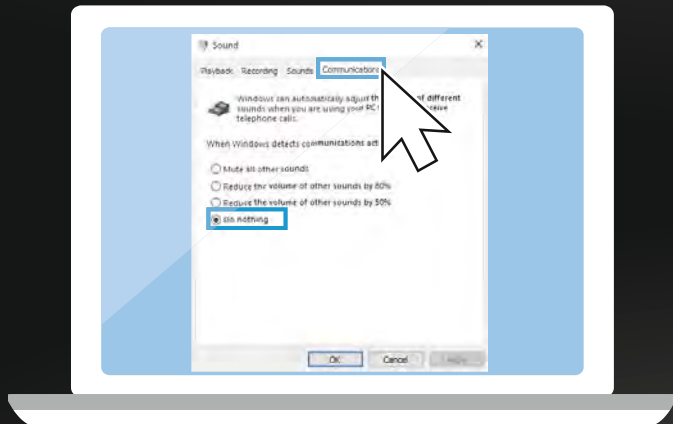 Sound
Playback Recording Sounds Communications
Windows can automatically adjust th of different
sounds when you are using your PC
telephone calls.
When Windows detects communications act
Mute all other sounds
Reduce the volume of other sounds by 80%
Reduce the volume of other sounds by 50%
Do nothing
OK Cancel